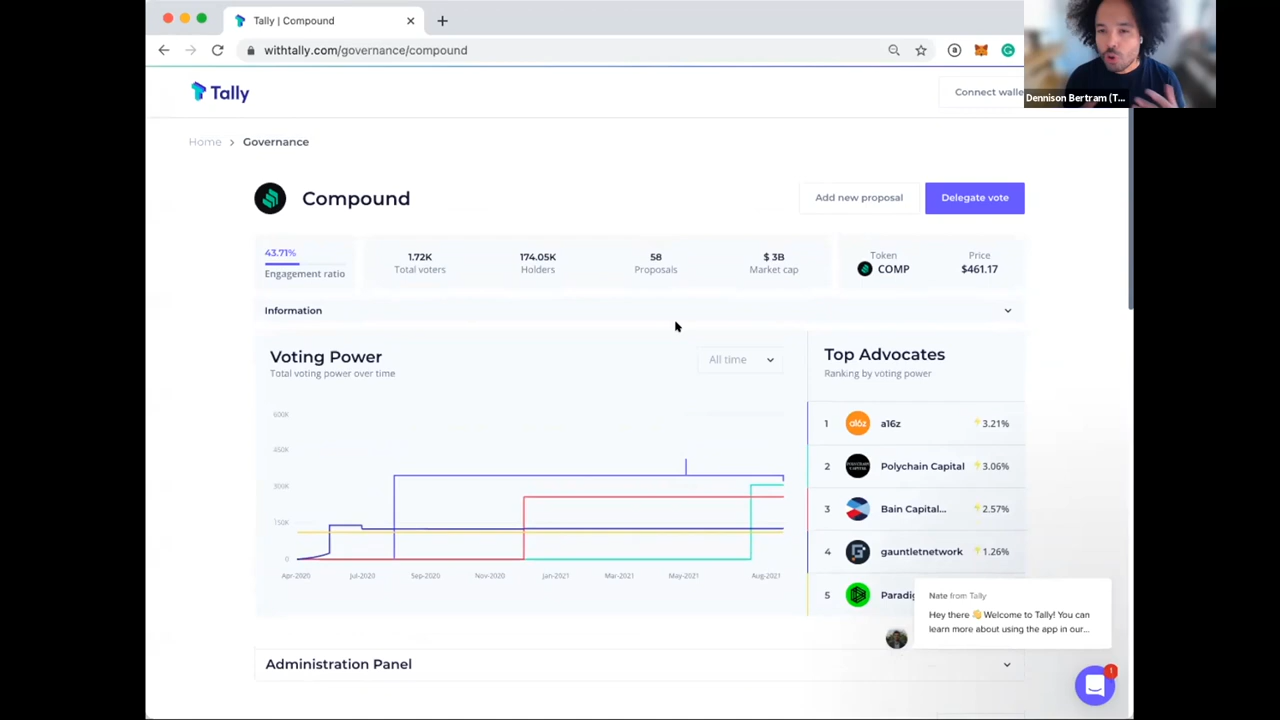 Tally | Compound
withtally.com/governance/compound
Dennison Bertram (T...
Tally
Connect walle
Home > Governance
Compound
Add new proposal
Delegate vote
43.71%
Engagement ratio
1.72K
Total voters
174.05K
Holders
58
Proposals
$ 3B
Market cap
Token
COMP
Price
$461.17
Information
Voting Power
Total voting power over time
All time
600K
450K
300K
150K
0
Apr-2020
Jul-2020
Sep-2020
Nov-2020
Jan-2021
Mar-2021
May-2021
Aug-2021
Top Advocates
Ranking by voting power
1 a16z 3.21%
2 Polychain Capital 3.06%
3 Bain Capital... 2.57%
4 gauntletnetwork 1.26%
5 Paradig
Nate from Tally
Hey there 👋 Welcome to Tally! You can
learn more about using the app in our...
1
Administration Panel